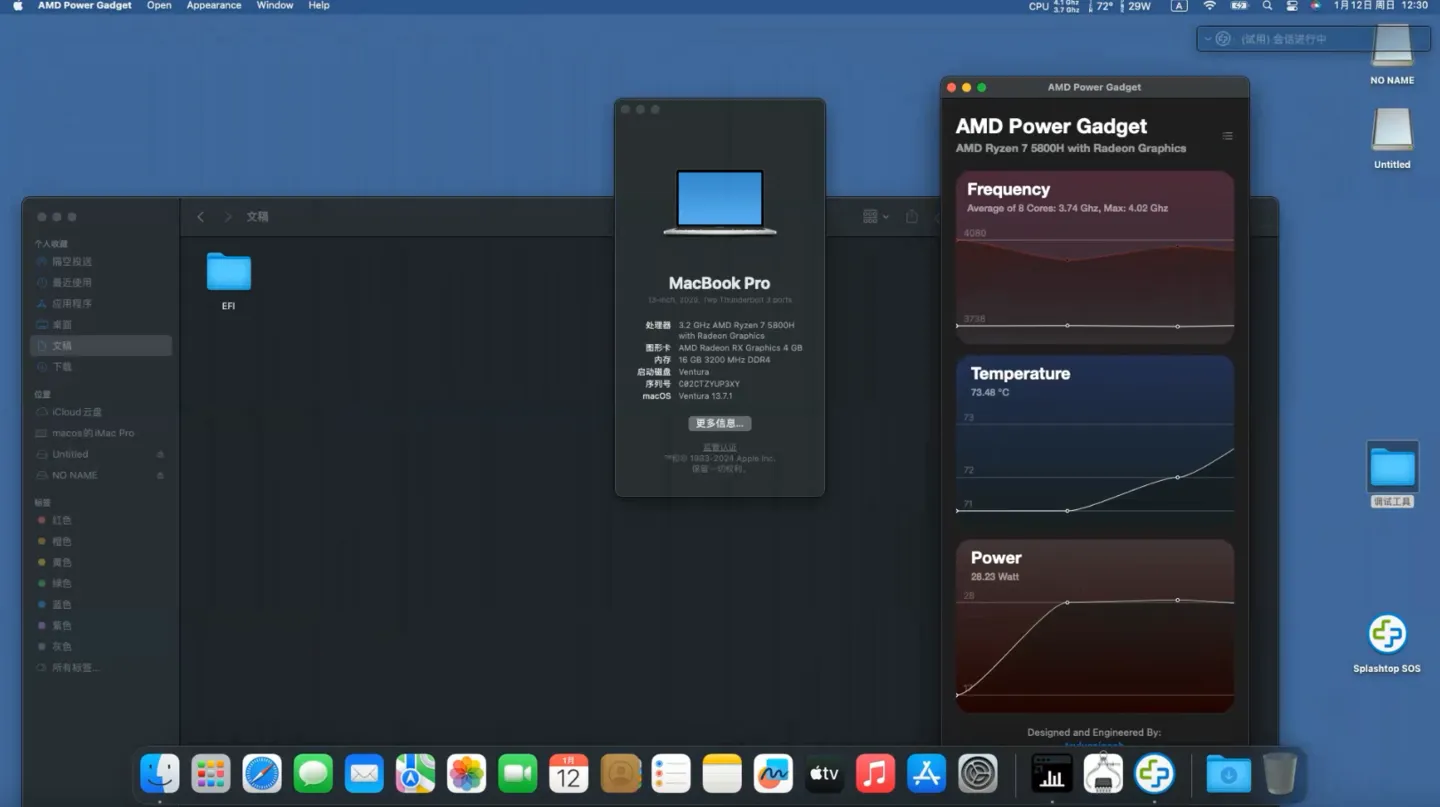 AMD Power Gadget Open Appearance Window Help
CPU 4.1 Ghz 3.7 Ghz 72° 29W A 1月12日 周日 12:30
(试用) 会话进行中
NO NAME
Untitled
调试工具
Splashtop SOS
文稿
个人收藏
隔空投送
最近使用
应用程序
桌面
文稿
下载
位置
iCloud 云盘
macos的 iMac Pro
Untitled
NO NAME
标签
红色
橙色
黄色
绿色
蓝色
紫色
灰色
所有标签...
EFI
MacBook Pro
13-inch, 2020, Two Thunderbolt 3 ports
处理器 3.2 GHz AMD Ryzen 7 5800H
with Radeon Graphics
图形卡 AMD Radeon RX Graphics 4 GB
内存 16 GB 3200 MHz DDR4
启动磁盘 Ventura
序列号 C02CTZYUP3XY
macOS Ventura 13.7.1
更多信息...
监管认证
™和© 1983-2024 Apple Inc.
保留一切权利。
AMD Power Gadget
AMD Power Gadget
AMD Ryzen 7 5800H with Radeon Graphics
Frequency
Average of 8 Cores: 3.74 Ghz, Max: 4.02 Ghz
4080
3738
Temperature
73.48 °C
73
72
71
Power
28.23 Watt
28
17
Designed and Engineered By:
1月
12
tv